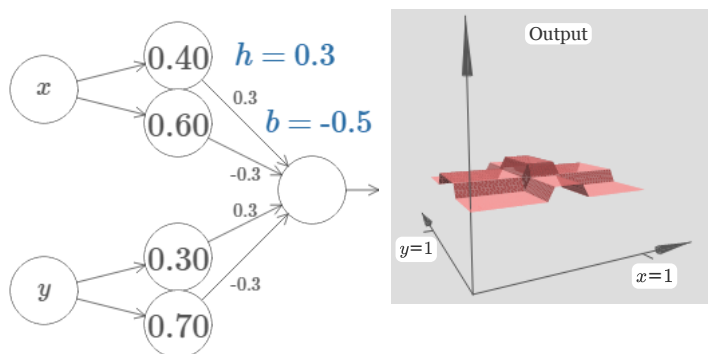 x
0.40
0.60
h = 0.3
0.3
b = -0.5
-0.3
0.3
y
0.30
0.70
-0.3
Output
y=1
x=1